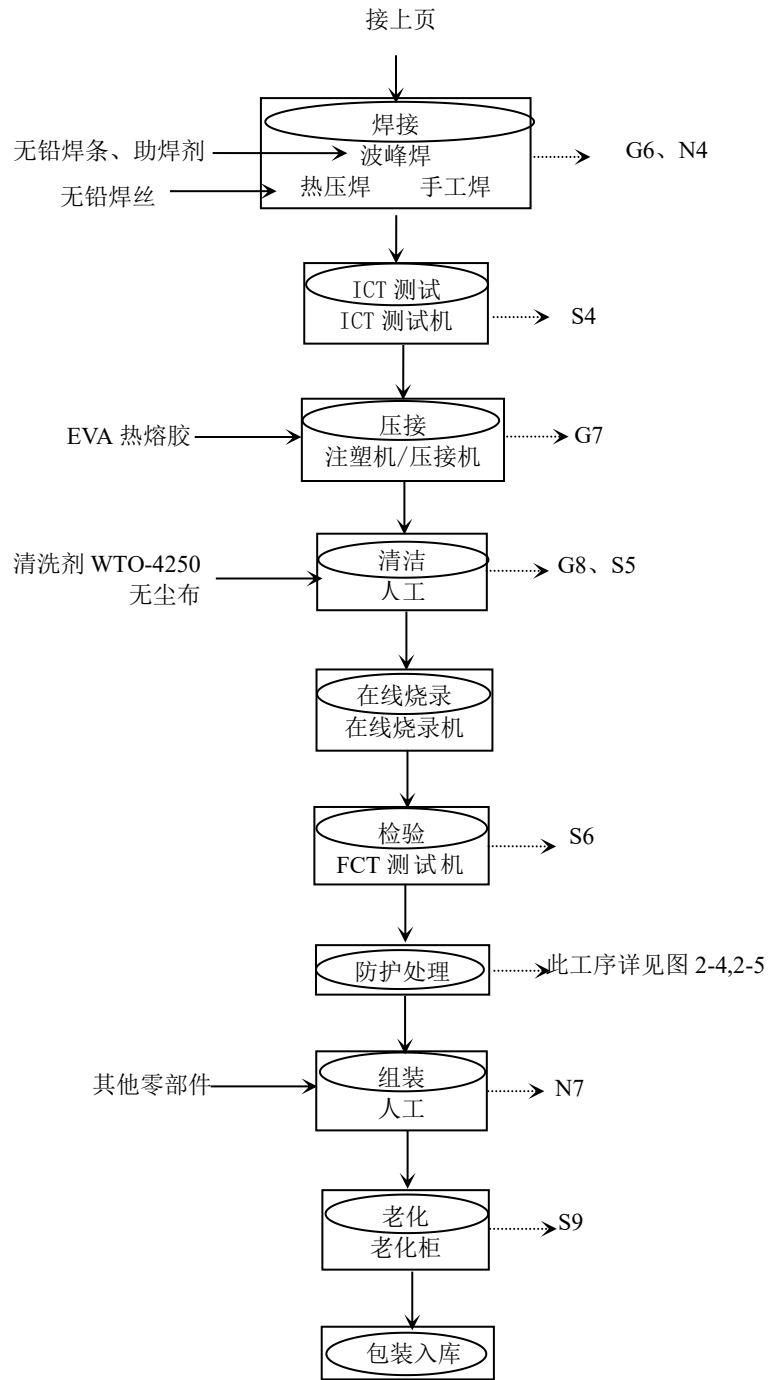 接上页
焊接
无铅焊条、助焊剂
波峰焊
G6、N4
无铅焊丝
热压焊 手工焊
ICT 测试
ICT 测试机
S4
压接
EVA 热熔胶
G7
注塑机/压接机
清洗剂 WTO-4250
无尘布
清洁
人工
G8、S5
在线烧录
在线烧录机
检验
FCT 测试机
S6
防护处理
此工序详见图 2-4,2-5
其他零部件
组装
人工
N7
老化
老化柜
S9
包装入库